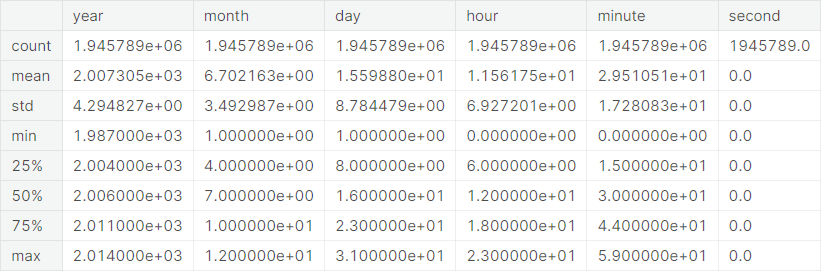 year month day hour minute second
count 1.945789e+06 1.945789e+06 1.945789e+06 1.945789e+06 1.945789e+06 1945789.0
mean 2.007305e+03 6.702163e+00 1.559880e+01 1.156175e+01 2.951051e+01 0.0
std 4.294827e+00 3.492987e+00 8.784479e+00 6.927201e+00 1.728083e+01 0.0
min 1.987000e+03 1.000000e+00 1.000000e+00 0.000000e+00 0.000000e+00 0.0
25% 2.004000e+03 4.000000e+00 8.000000e+00 6.000000e+00 1.500000e+01 0.0
50% 2.006000e+03 7.000000e+00 1.600000e+01 1.200000e+01 3.000000e+01 0.0
75% 2.011000e+03 1.000000e+01 2.300000e+01 1.800000e+01 4.400000e+01 0.0
max 2.014000e+03 1.200000e+01 3.100000e+01 2.300000e+01 5.900000e+01 0.0